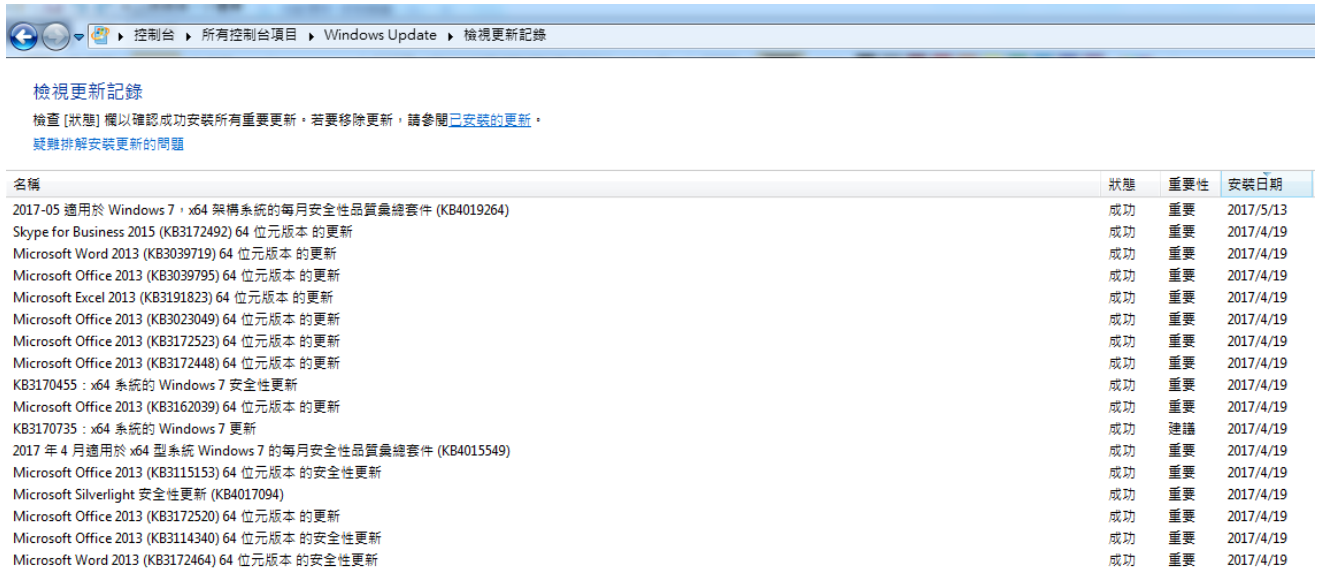 控制台 ▸ 所有控制台項目 ▸ Windows Update ▸ 檢視更新記錄
檢視更新記錄
檢查 [狀態] 欄以確認成功安裝所有重要更新。若要移除更新，請參閱已安裝的更新。
疑難排解安裝更新的問題
名稱 狀態 重要性 安裝日期
2017-05 適用於 Windows 7，x64 架構系統的每月安全性品質彙總套件 (KB4019264) 成功 重要 2017/5/13
Skype for Business 2015 (KB3172492) 64 位元版本 的更新 成功 重要 2017/4/19
Microsoft Word 2013 (KB3039719) 64 位元版本 的更新 成功 重要 2017/4/19
Microsoft Office 2013 (KB3039795) 64 位元版本 的更新 成功 重要 2017/4/19
Microsoft Excel 2013 (KB3191823) 64 位元版本 的更新 成功 重要 2017/4/19
Microsoft Office 2013 (KB3023049) 64 位元版本 的更新 成功 重要 2017/4/19
Microsoft Office 2013 (KB3172523) 64 位元版本 的更新 成功 重要 2017/4/19
Microsoft Office 2013 (KB3172448) 64 位元版本 的更新 成功 重要 2017/4/19
KB3170455：x64 系統的 Windows 7 安全性更新 成功 重要 2017/4/19
Microsoft Office 2013 (KB3162039) 64 位元版本 的更新 成功 重要 2017/4/19
KB3170735：x64 系統的 Windows 7 更新 成功 建議 2017/4/19
2017 年 4 月適用於 x64 型系統 Windows 7 的每月安全性品質彙總套件 (KB4015549) 成功 重要 2017/4/19
Microsoft Office 2013 (KB3115153) 64 位元版本 的安全性更新 成功 重要 2017/4/19
Microsoft Silverlight 安全性更新 (KB4017094) 成功 重要 2017/4/19
Microsoft Office 2013 (KB3172520) 64 位元版本 的更新 成功 重要 2017/4/19
Microsoft Office 2013 (KB3114340) 64 位元版本 的安全性更新 成功 重要 2017/4/19
Microsoft Word 2013 (KB3172464) 64 位元版本 的安全性更新 成功 重要 2017/4/19